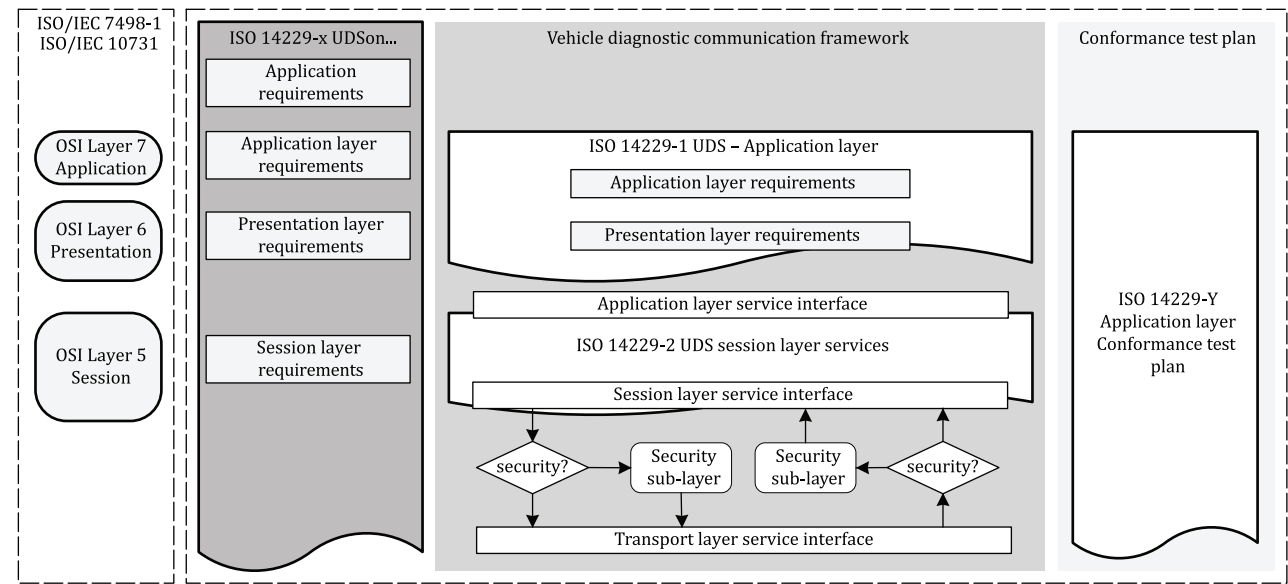 ISO/IEC 7498-1
ISO/IEC 10731
OSI Layer 7
Application
OSI Layer 6
Presentation
OSI Layer 5
Session
ISO 14229-x UDSon...
Application
requirements
Application layer
requirements
Presentation layer
requirements
Session layer
requirements
Vehicle diagnostic communication framework
ISO 14229-1 UDS – Application layer
Application layer requirements
Presentation layer requirements
Application layer service interface
ISO 14229-2 UDS session layer services
Session layer service interface
security?
Security
sub-layer
Security
sub-layer
security?
Transport layer service interface
Conformance test plan
ISO 14229-Y
Application layer
Conformance test
plan